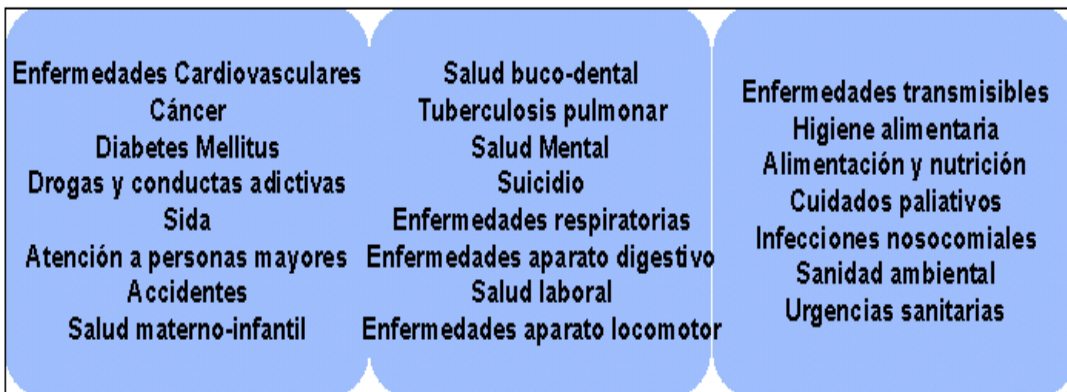 Enfermedades Cardiovasculares
Cáncer
Diabetes Mellitus
Drogas y conductas adictivas
Sida
Atención a personas mayores
Accidentes
Salud materno-infantil
Salud buco-dental
Tuberculosis pulmonar
Salud Mental
Suicidio
Enfermedades respiratorias
Enfermedades aparato digestivo
Salud laboral
Enfermedades aparato locomotor
Enfermedades transmisibles
Higiene alimentaria
Alimentación y nutrición
Cuidados paliativos
Infecciones nosocomiales
Sanidad ambiental
Urgencias sanitarias